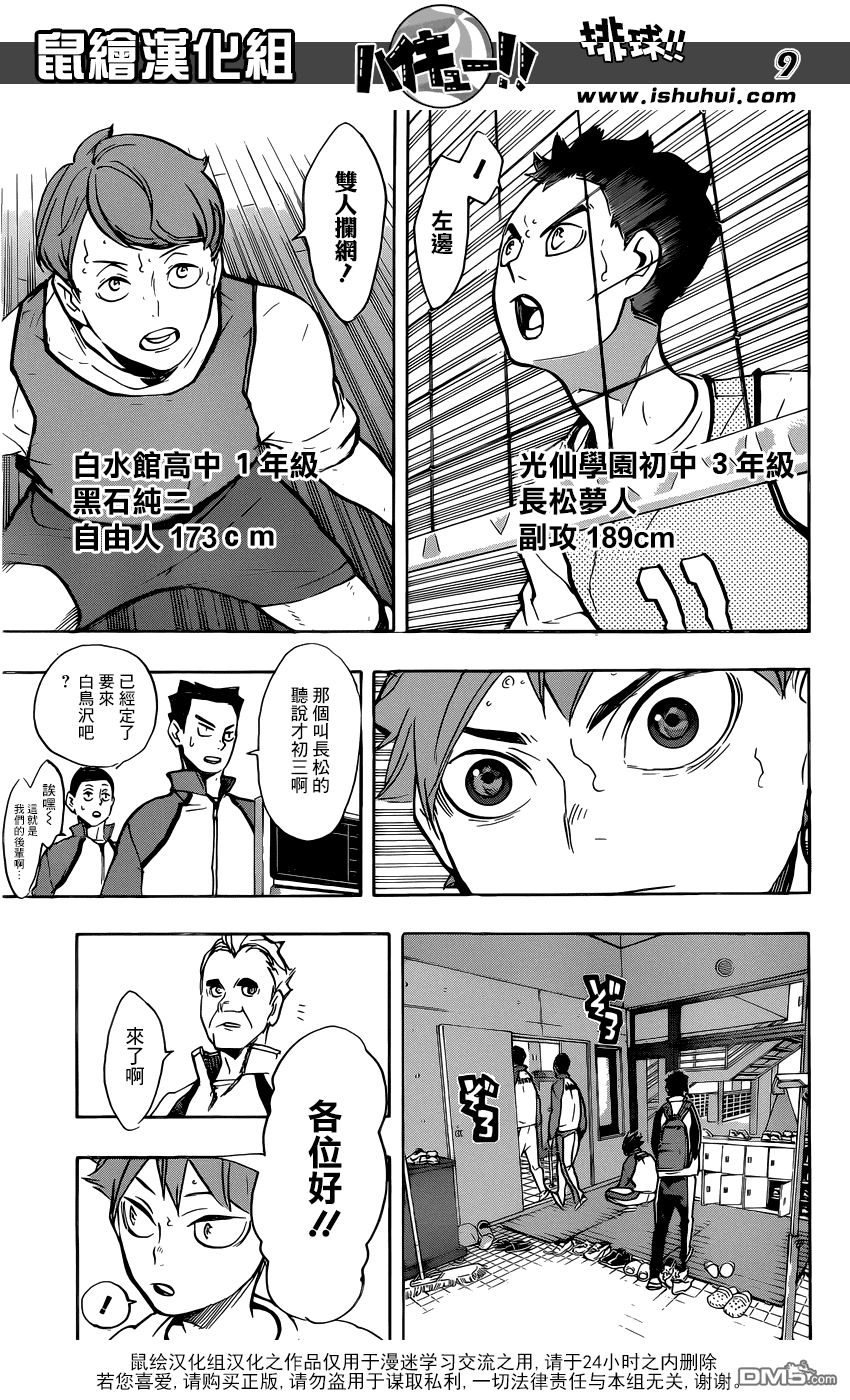 鼠繪漢化組
ハイキュー!!
排球!!
9
www.ishuhui.com
左邊
光仙學園初中 3年級
長松夢人
副攻 189cm
雙人攔網!
白水館高中 1年級
黑石純二
自由人 173cm
那個叫長松的
聽說才初三啊
已經定了
要來
白鳥沢吧
?
誒嘿~
這就是
我們的後輩啊…
ぞろ
ぞろ
來了啊
各位好!!
!
鼠绘汉化组汉化之作品仅用于漫迷学习交流之用, 请于24小时之内删除
若您喜爱, 请购买正版, 请勿盗用于谋取私利, 一切法律责任与本组无关, 谢谢。
DM5.com